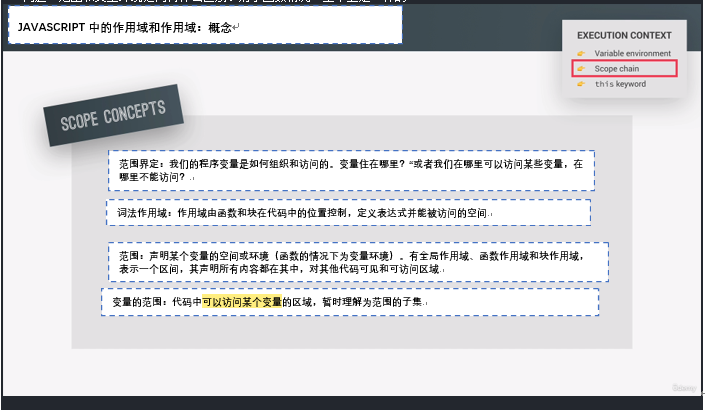 JAVASCRIPT 中的作用域和作用域：概念
EXECUTION CONTEXT
Variable environment
Scope chain
this keyword
SCOPE CONCEPTS
范围界定：我们的程序变量是如何组织和访问的。变量住在哪里？“或者我们在哪里可以访问某些变量，在
哪里不能访问？.
词法作用域：作用域由函数和块在代码中的位置控制，定义表达式并能被访问的空间.
范围：声明某个变量的空间或环境（函数的情况下为变量环境）。有全局作用域、函数作用域和块作用域，
表示一个区间，其声明所有内容都在其中，对其他代码可见和可访问区域.
变量的范围：代码中可以访问某个变量的区域，暂时理解为范围的子集.
Udemy